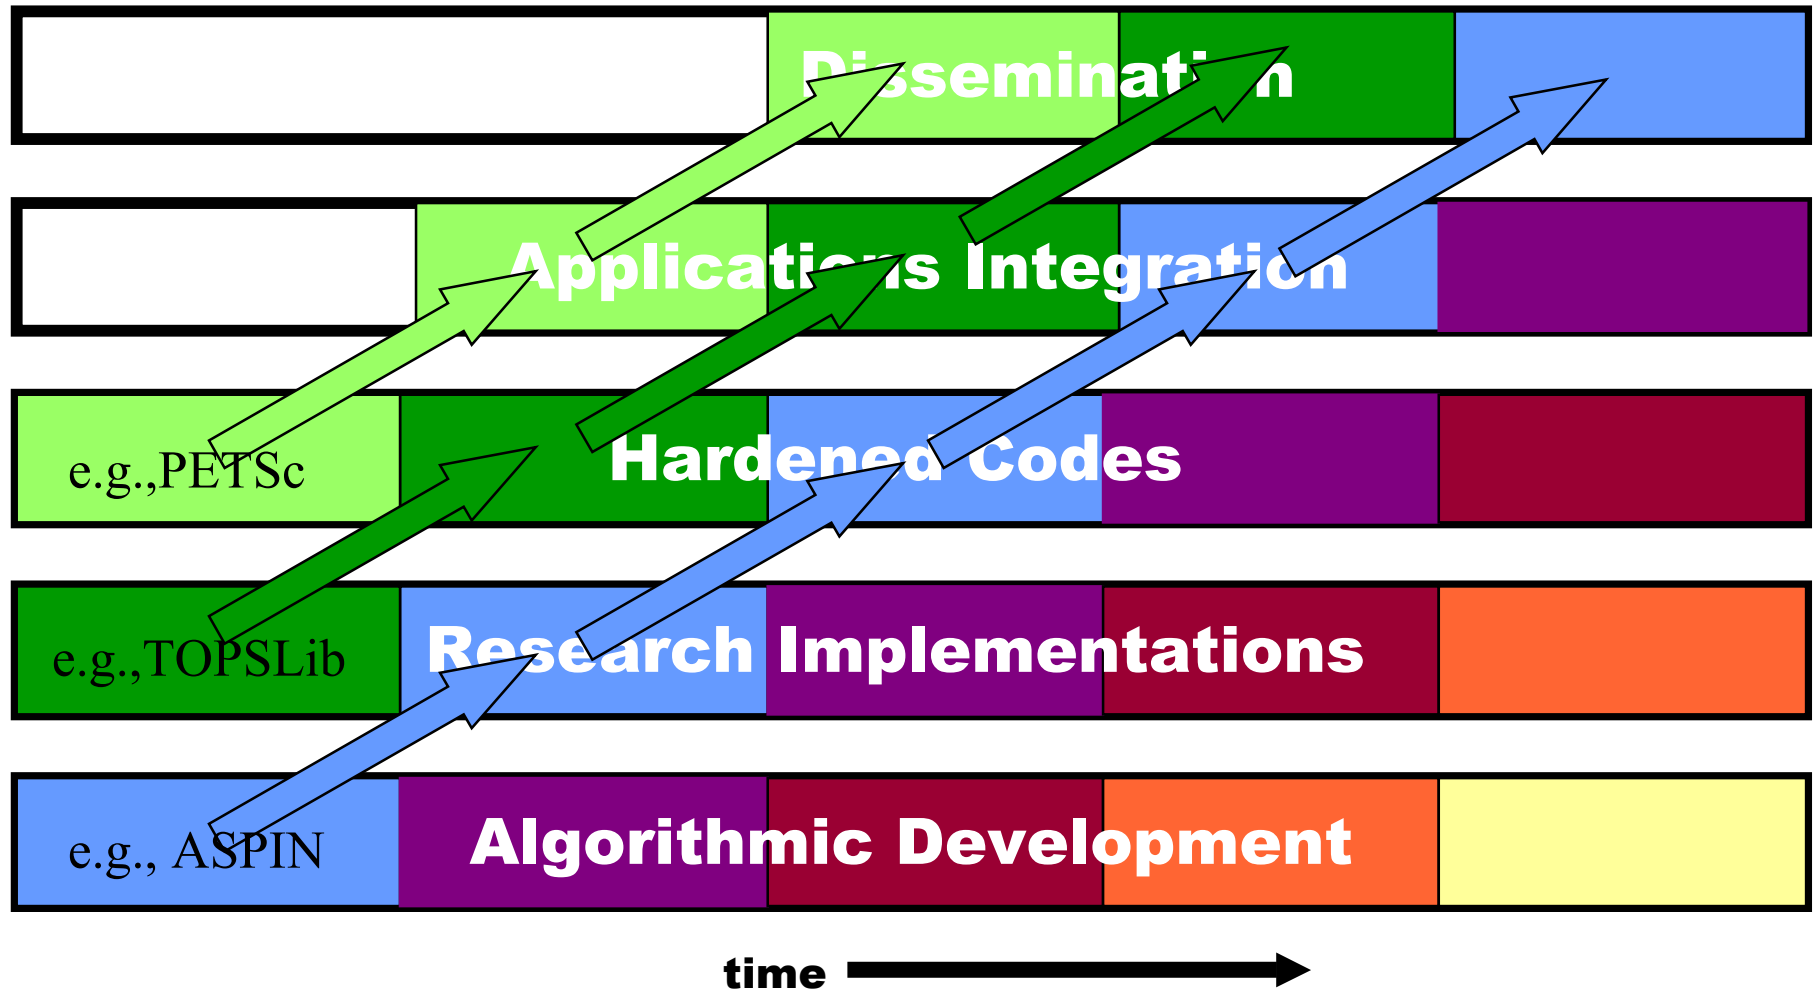 Dissemination
Applications Integration
Hardened Codes
e.g.,PETSc
Research Implementations
e.g.,TOPSLib
Algorithmic Development
e.g., ASPIN
time